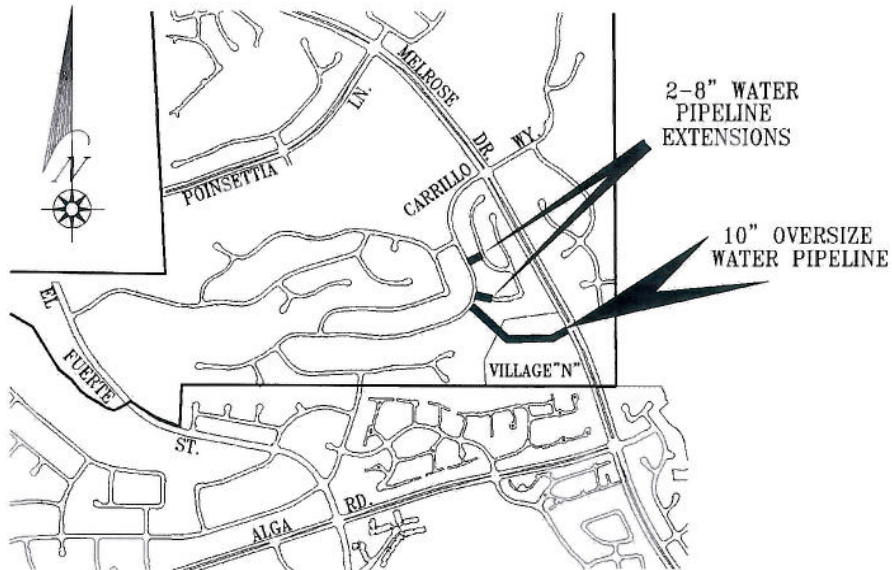 MELROSE
DR.
2-8" WATER
PIPELINE
EXTENSIONS
LN.
POINSETTIA
WY.
CARRILLO
N
10" OVERSIZE
WATER PIPELINE
EL
FUERTE
ST.
VILLAGE"N"
ALGA
RD.